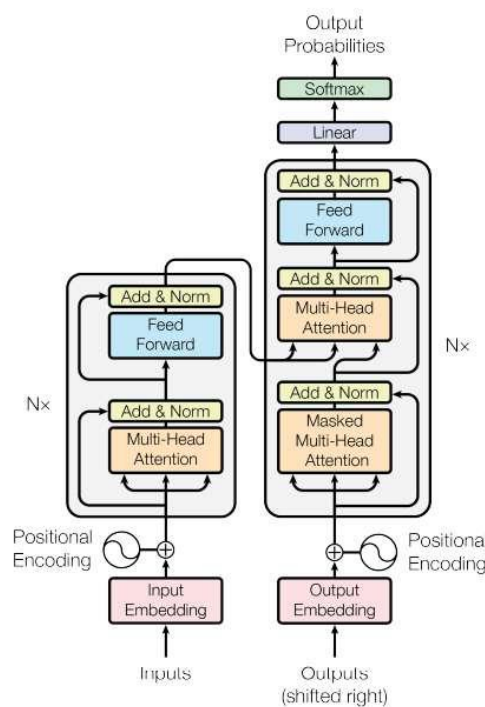 Output
Probabilities
Softmax
Linear
Add & Norm
Feed
Forward
Add & Norm
Multi-Head
Attention
Add & Norm
Masked
Multi-Head
Attention
Nx
Add & Norm
Feed
Forward
Add & Norm
Multi-Head
Attention
Nx
Positional
Encoding
Positional
Encoding
Input
Embedding
Output
Embedding
Inputs
Outputs
(shifted right)